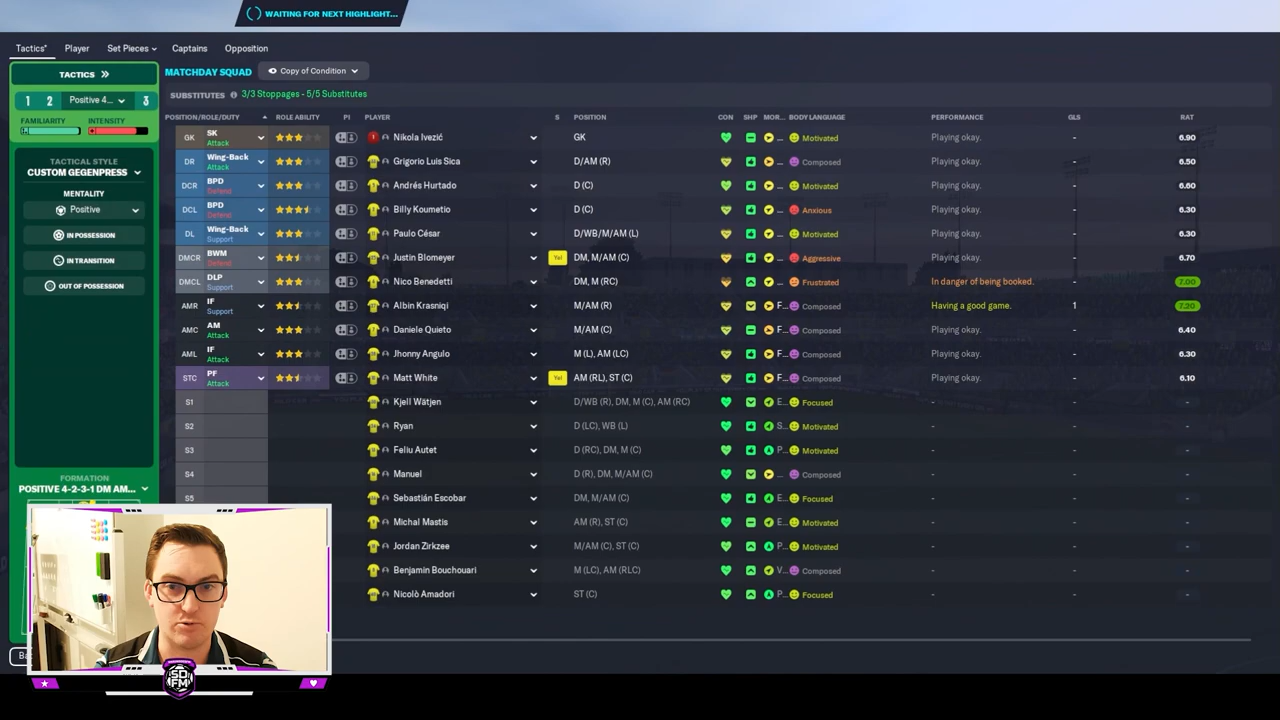 WAITING FOR NEXT HIGHLIGHT...
Tactics* Player Set Pieces Captains Opposition
TACTICS
MATCHDAY SQUAD Copy of Condition
SUBSTITUTES 3/3 Stoppages - 5/5 Substitutes
1 2 Positive 4... 3
FAMILIARITY INTENSITY
TACTICAL STYLE
CUSTOM GEGENPRESS
MENTALITY
Positive
IN POSSESSION
IN TRANSITION
OUT OF POSSESSION
FORMATION
POSITIVE 4-2-3-1 DM AM...
POSITION/ROLE/DUTY ROLE ABILITY PI PLAYER S POSITION CON SHP MOR... BODY LANGUAGE PERFORMANCE GLS RAT
GK SK Attack Nikola Ivezić GK ... Motivated Playing okay. - 6.90
DR Wing-Back Attack Grigorio Luis Sica D/AM (R) ... Composed Playing okay. - 6.50
DCR BPD Defend Andrés Hurtado D (C) ... Motivated Playing okay. - 6.60
DCL BPD Defend Billy Koumetio D (C) ... Anxious Playing okay. - 6.30
DL Wing-Back Support Paulo César D/WB/M/AM (L) ... Motivated Playing okay. - 6.30
DMCR BWM Defend Justin Blomeyer Yel DM, M/AM (C) ... Aggressive Playing okay. - 6.70
DMCL DLP Support Nico Benedetti DM, M (RC) ... Frustrated In danger of being booked. - 7.00
AMR IF Support Albin Krasniqi M/AM (R) F... Composed Having a good game. 1 7.20
AMC AM Attack Daniele Quieto M/AM (C) F... Composed Playing okay. - 6.40
AML IF Attack Jhonny Angulo M (L), AM (LC) F... Composed Playing okay. - 6.30
STC PF Attack Matt White Yel AM (RL), ST (C) F... Composed Playing okay. - 6.10
S1 Kjell Wätjen D/WB (R), DM, M (C), AM (RC) E... Focused - - -
S2 Ryan D (LC), WB (L) S... Motivated - - -
S3 Feliu Autet D (RC), DM, M (C) P... Motivated - - -
S4 Manuel D (R), DM, M/AM (C) ... Composed - - -
S5 Sebastián Escobar DM, M/AM (C) E... Focused - - -
Michal Mastis AM (R), ST (C) E... Motivated - - -
Jordan Zirkzee M/AM (C), ST (C) P... Motivated - - -
Benjamin Bouchouari M (LC), AM (RLC) V... Composed - - -
Nicolò Amadori ST (C) P... Focused - - -
SD
FM